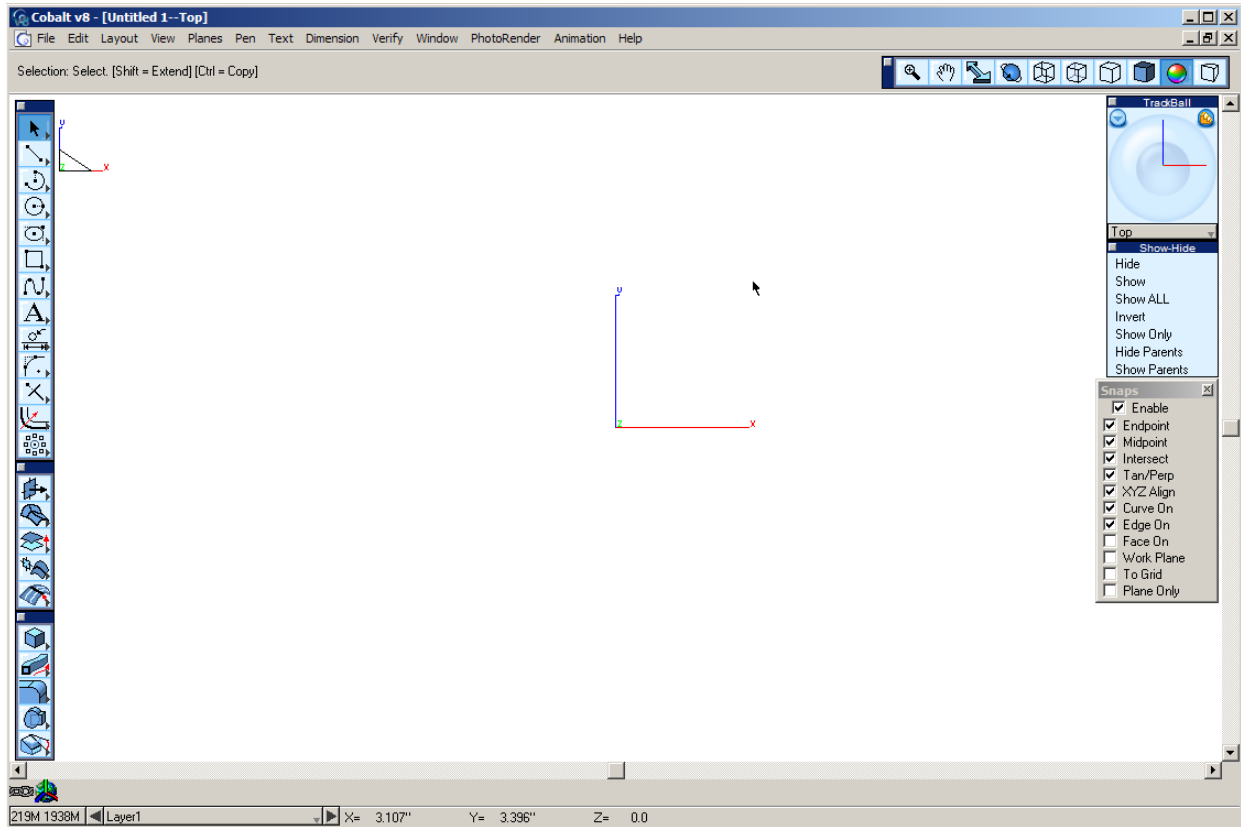 Cobalt v8 - [Untitled 1--Top]
File Edit Layout View Planes Pen Text Dimension Verify Window PhotoRender Animation Help
Selection: Select. [Shift = Extend] [Ctrl = Copy]
TrackBall
y
z x
A
Top
Show-Hide
Hide
Show
Show ALL
Invert
Show Only
Hide Parents
Show Parents
y
z x
Snaps
Enable
Endpoint
Midpoint
Intersect
Tan/Perp
XYZ Align
Curve On
Edge On
Face On
Work Plane
To Grid
Plane Only
219M 1938M Layer1 X= 3.107" Y= 3.396" Z= 0.0